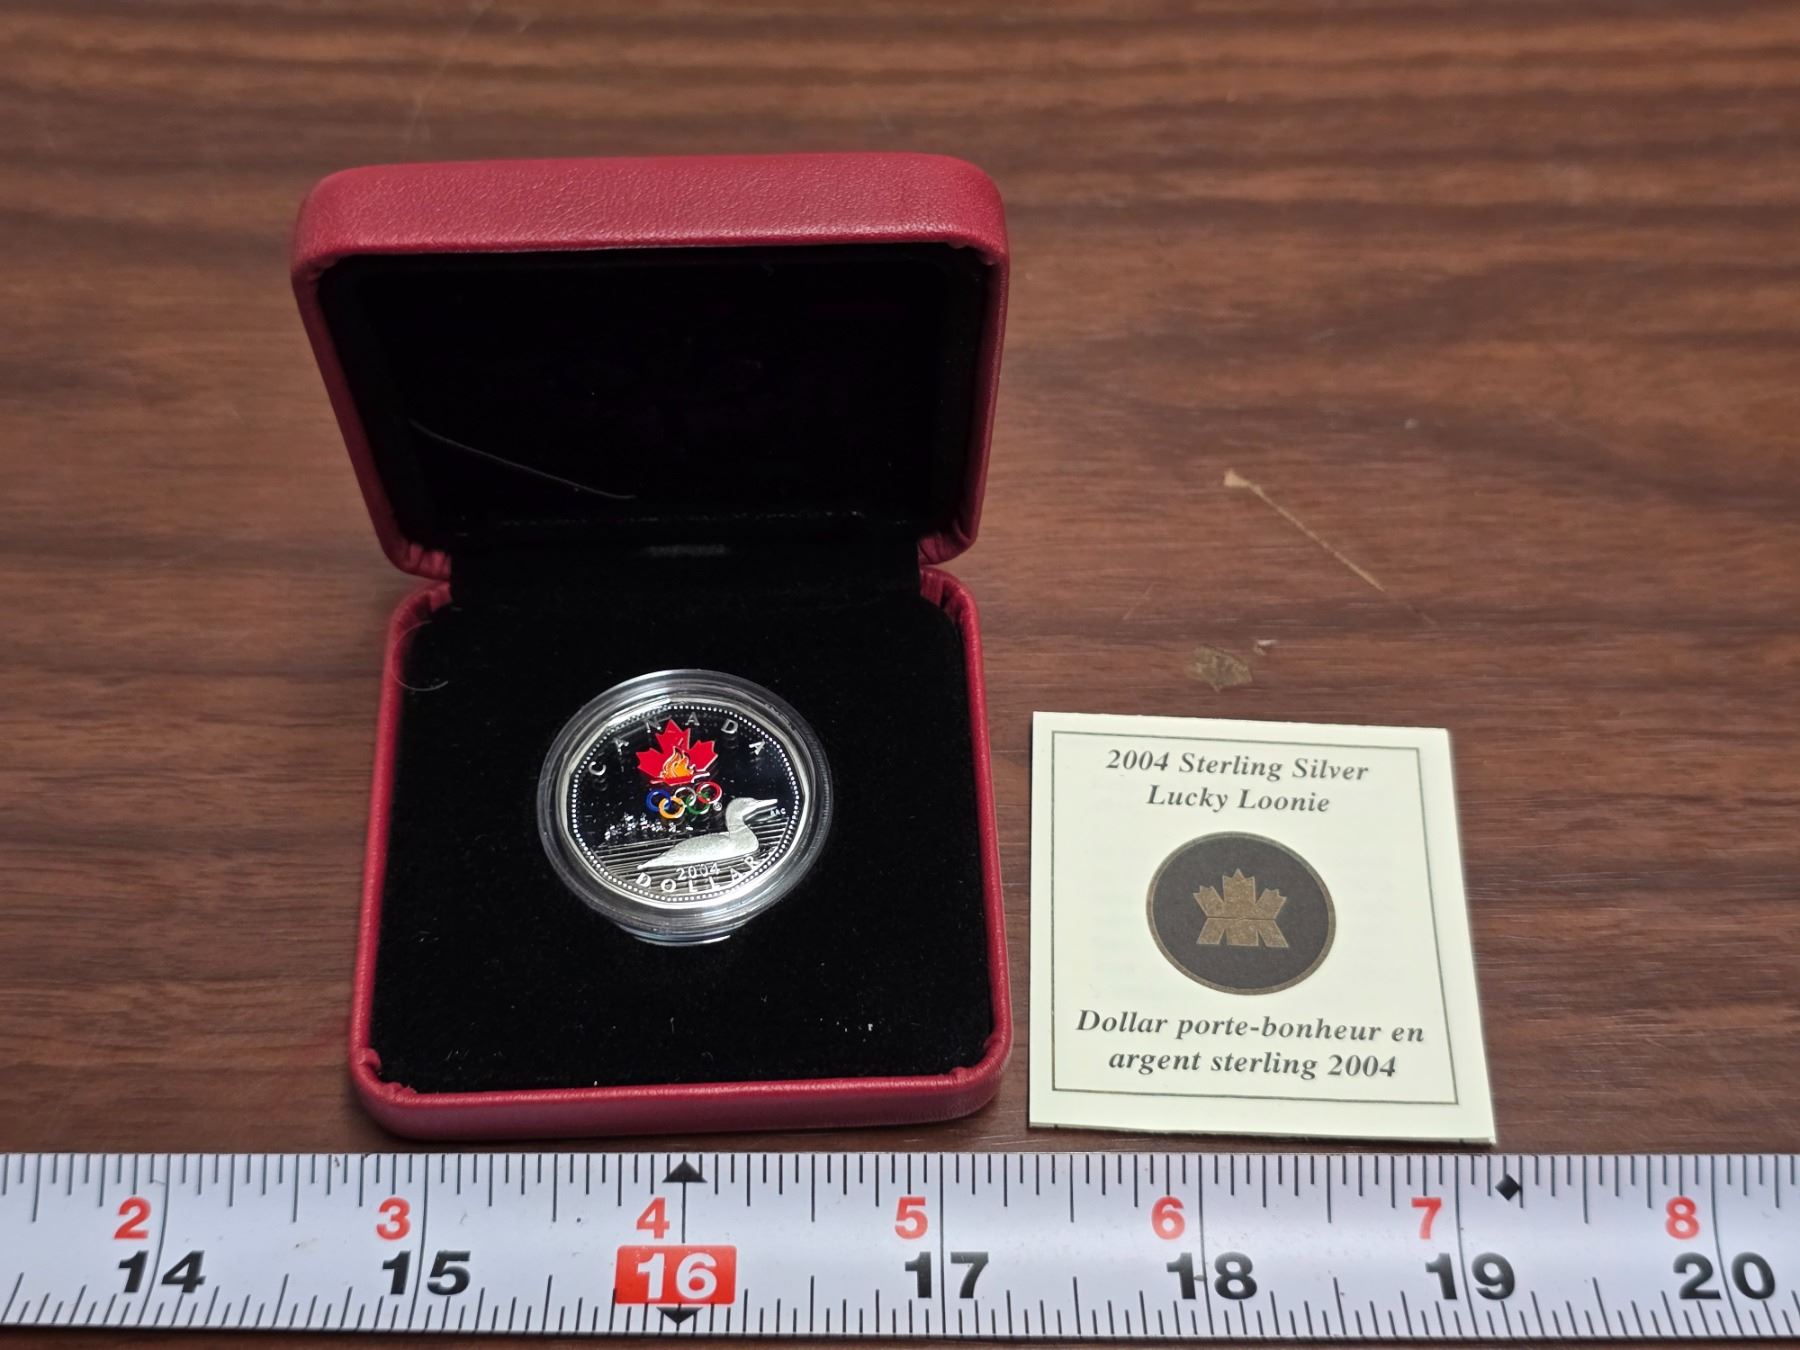 CANADA
2004
DOLLAR
2004 Sterling Silver
Lucky Loonie
Dollar porte-bonheur en
argent sterling 2004
2 3 4 5 6 7 8
14 15 16 17 18 19 20